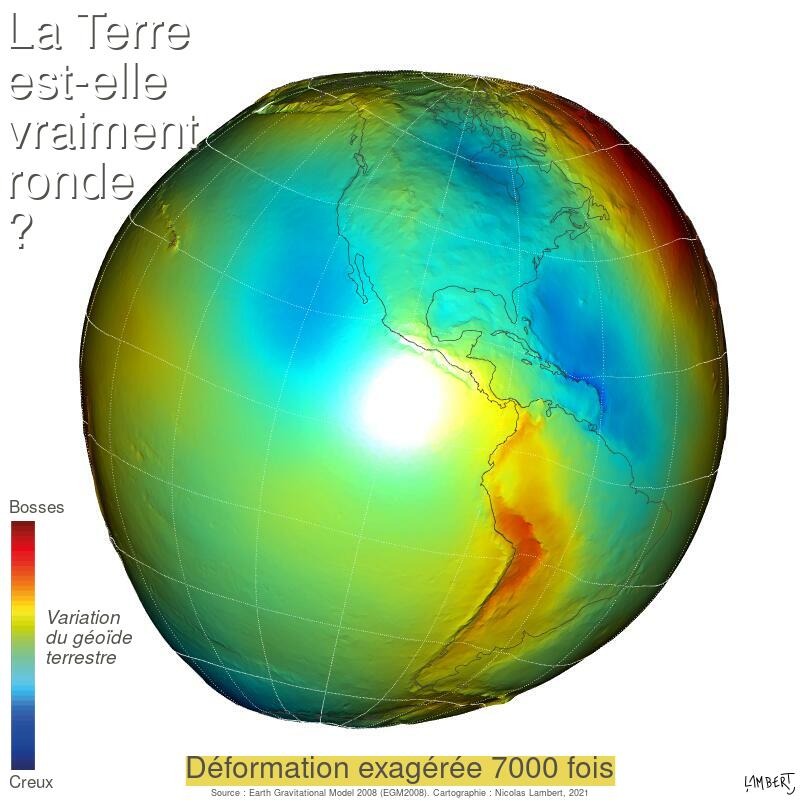 La Terre
est-elle
vraiment
ronde
?
Bosses
Variation
du géoïde
terrestre
Creux
Déformation exagérée 7000 fois
Source : Earth Gravitational Model 2008 (EGM2008). Cartographie : Nicolas Lambert, 2021
LAMBERT